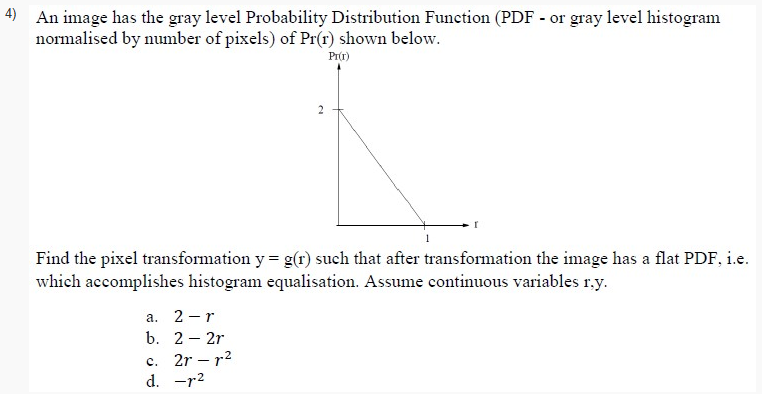 4) An image has the gray level Probability Distribution Function (PDF - or gray level histogram
normalised by number of pixels) of Pr(r) shown below.
Pr(r)
2
r
1
Find the pixel transformation y = g(r) such that after transformation the image has a flat PDF, i.e.
which accomplishes histogram equalisation. Assume continuous variables r,y.
a. 2 – r
b. 2 – 2r
c. 2r – r²
d. –r²